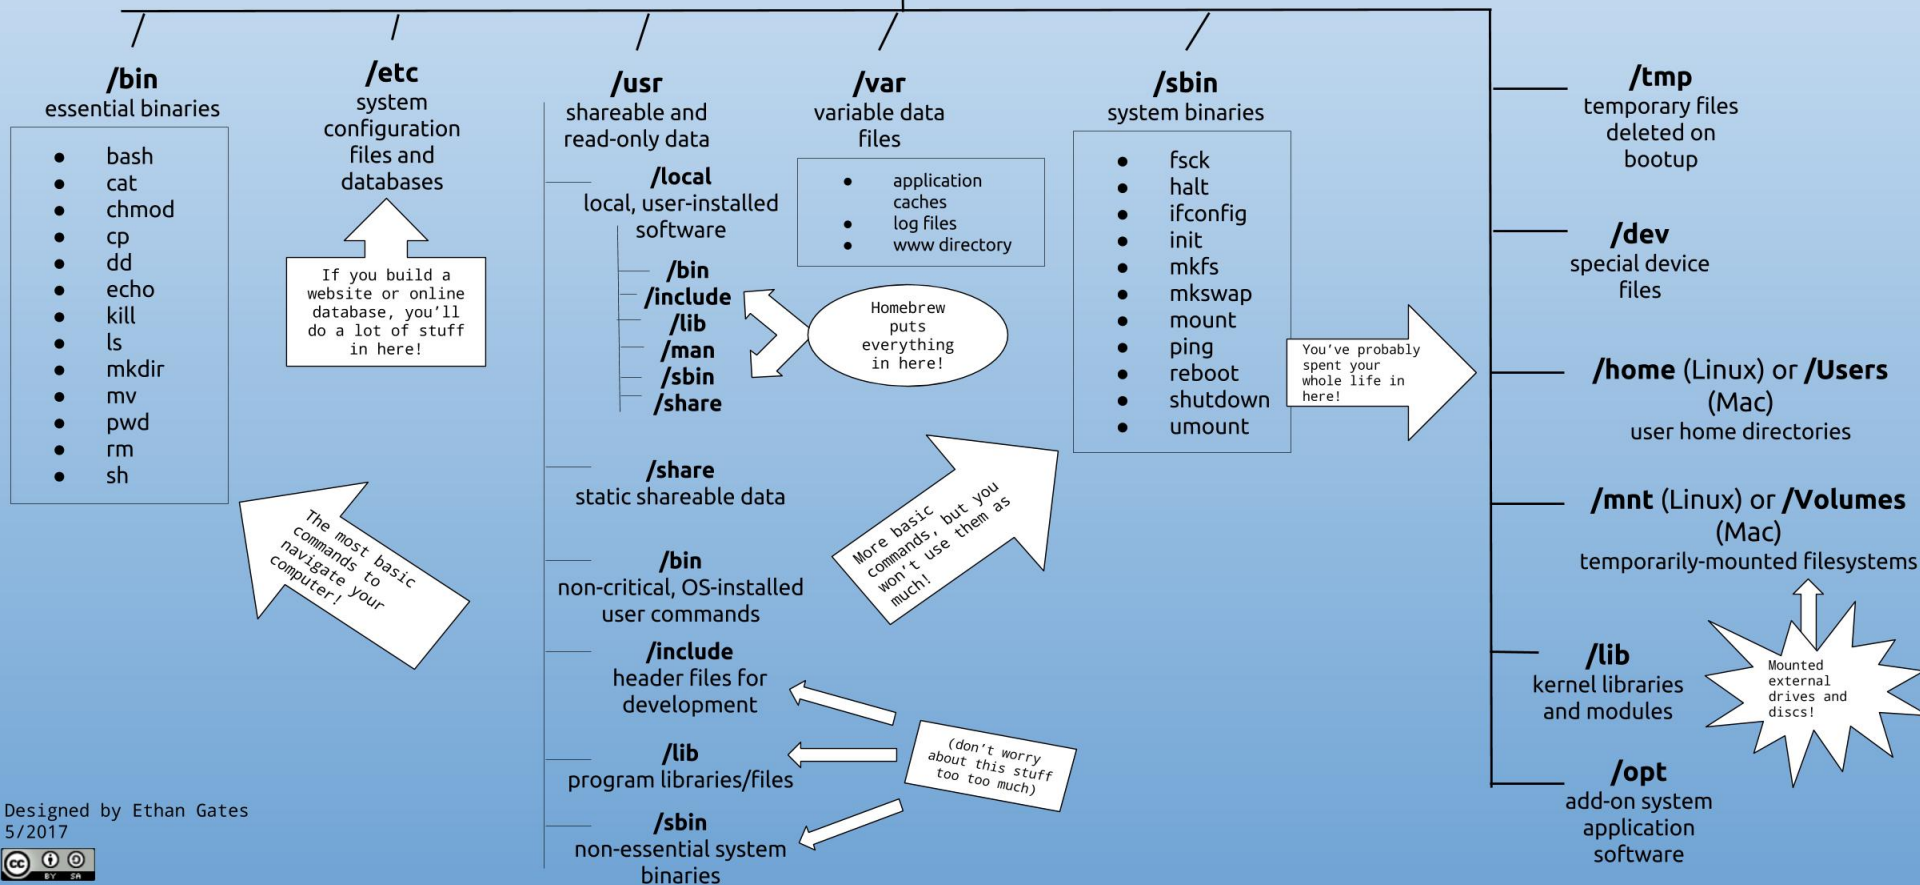 /bin
essential binaries
bash
cat
chmod
cp
dd
echo
kill
ls
mkdir
mv
pwd
rm
sh
The most basic
commands to
navigate your
computer!
/etc
system
configuration
files and
databases
If you build a
website or online
database, you'll
do a lot of stuff
in here!
/usr
shareable and
read-only data
/local
local, user-installed
software
/bin
/include
/lib
/man
/sbin
/share
Homebrew
puts
everything
in here!
/share
static shareable data
/bin
non-critical, OS-installed
user commands
/include
header files for
development
/lib
program libraries/files
/sbin
non-essential system
binaries
(don't worry
about this stuff
too too much)
/var
variable data
files
application
caches
log files
www directory
/sbin
system binaries
fsck
halt
ifconfig
init
mkfs
mkswap
mount
ping
reboot
shutdown
umount
More basic
commands, but you
won't use them as
much!
You've probably
spent your
whole life in
here!
/tmp
temporary files
deleted on
bootup
/dev
special device
files
/home (Linux) or /Users
(Mac)
user home directories
/mnt (Linux) or /Volumes
(Mac)
temporarily-mounted filesystems
Mounted
external
drives and
discs!
/lib
kernel libraries
and modules
/opt
add-on system
application
software
Designed by Ethan Gates
5/2017
cc
BY SA